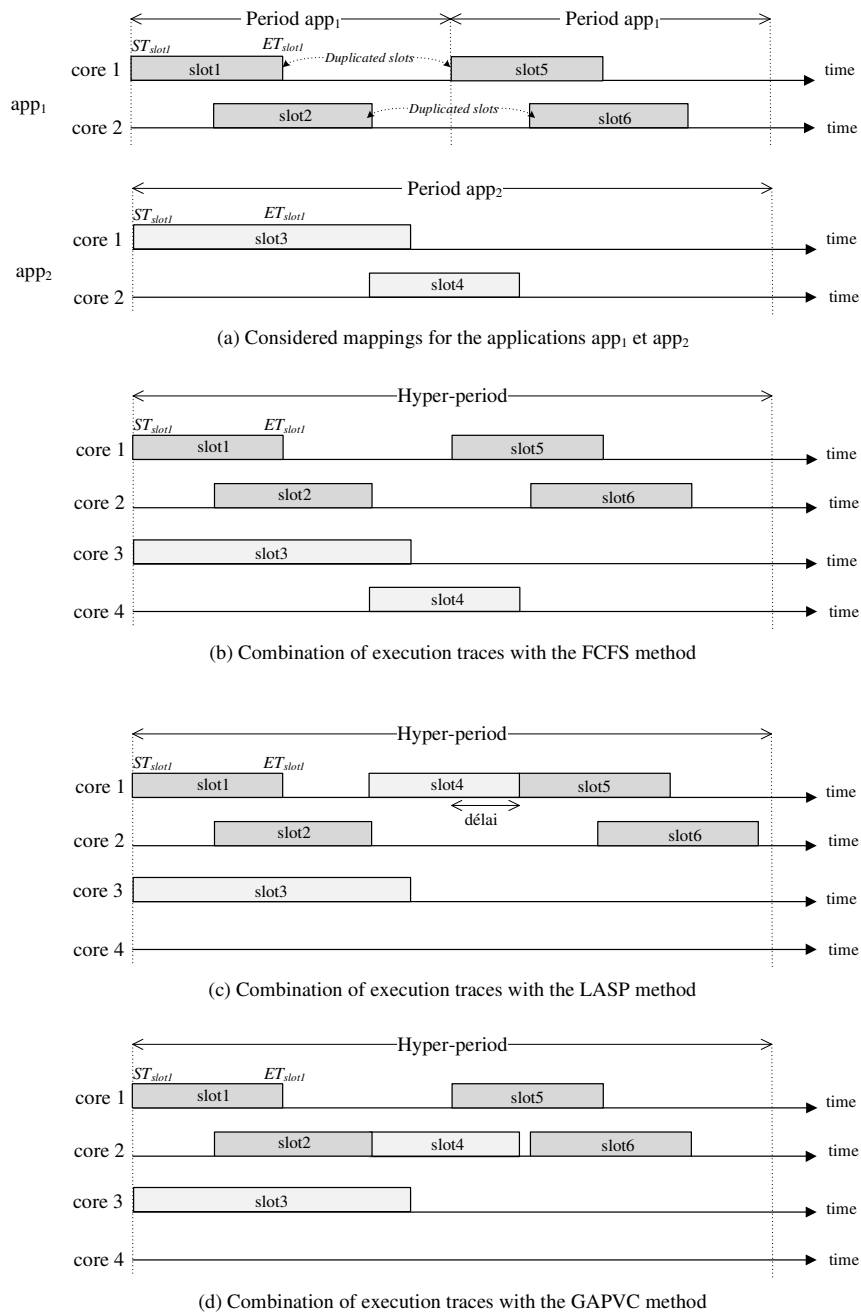 Period app1 Period app1
STslot1 ETslot1
core 1 slot1 Duplicated slots slot5 time
app1
core 2 slot2 Duplicated slots slot6 time
Period app2
STslot1 ETslot1
core 1 slot3 time
app2
core 2 slot4 time
(a) Considered mappings for the applications app1 et app2
Hyper-period
STslot1 ETslot1
core 1 slot1 slot5 time
core 2 slot2 slot6 time
core 3 slot3 time
core 4 slot4 time
(b) Combination of execution traces with the FCFS method
Hyper-period
STslot1 ETslot1
core 1 slot1 slot4 slot5 time
délai
core 2 slot2 slot6 time
core 3 slot3 time
core 4 time
(c) Combination of execution traces with the LASP method
Hyper-period
STslot1 ETslot1
core 1 slot1 slot5 time
core 2 slot2 slot4 slot6 time
core 3 slot3 time
core 4 time
(d) Combination of execution traces with the GAPVC method